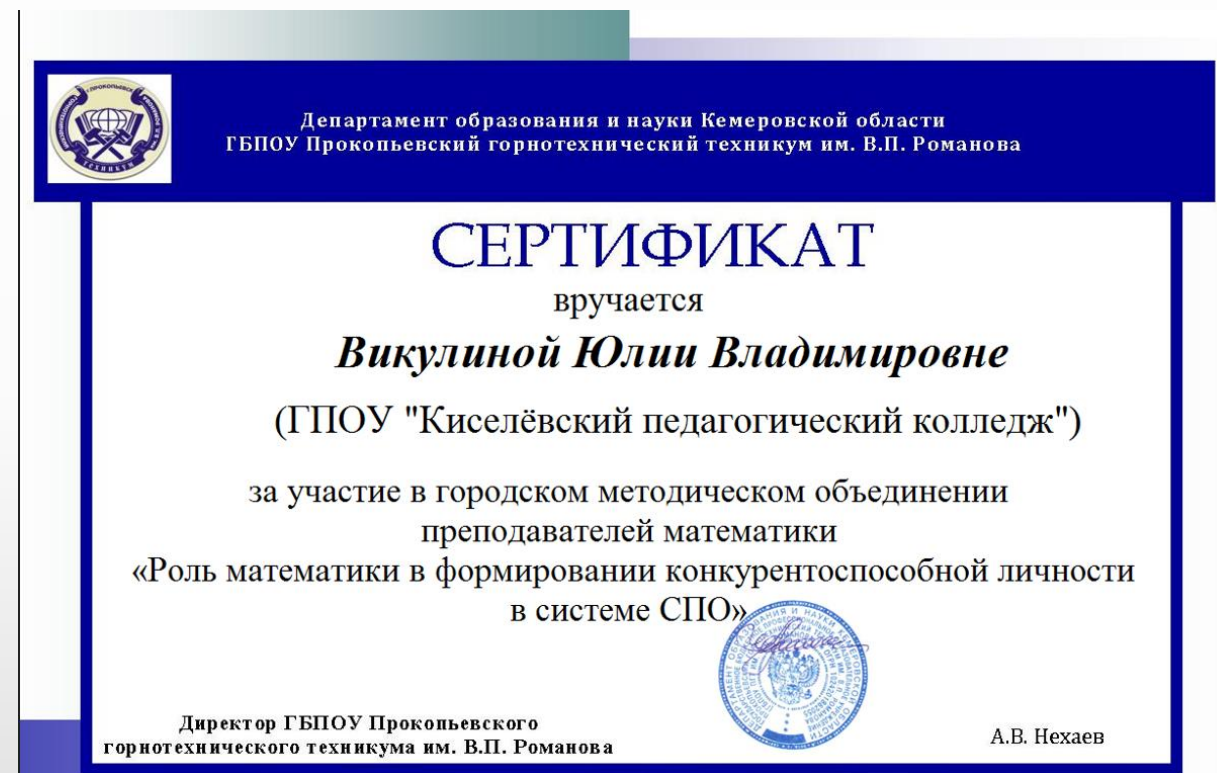 Департамент образования и науки Кемеровской области
ГБПОУ Прокопьевский горнотехнический техникум им. В.П. Романова
СЕРТИФИКАТ
вручается
Викулиной Юлии Владимировне
(ГПОУ "Киселёвский педагогический колледж")
за участие в городском методическом объединении
преподавателей математики
«Роль математики в формировании конкурентоспособной личности
в системе СПО»
Директор ГБПОУ Прокопьевского
горнотехнического техникума им. В.П. Романова
А.В. Нехаев